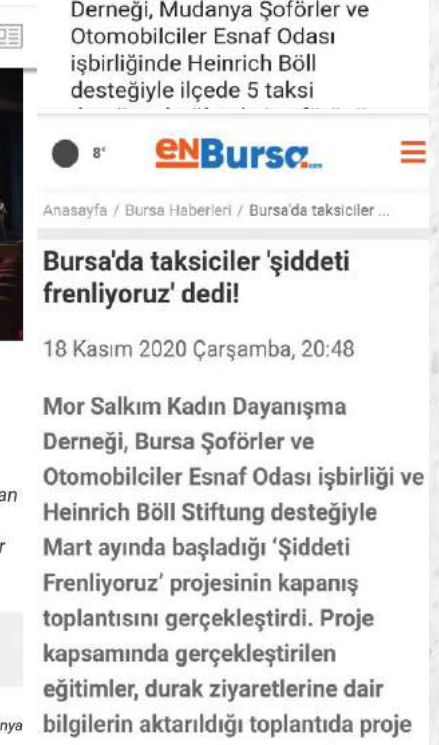 Derneği, Mudanya Şoförler ve
Otomobilciler Esnaf Odası
işbirliğinde Heinrich Böll
desteğiyle ilçede 5 taksi
8°
enBursa.com
Anasayfa / Bursa Haberleri / Bursa'da taksiciler ...
Bursa'da taksiciler 'şiddeti
frenliyoruz' dedi!
18 Kasım 2020 Çarşamba, 20:48
Mor Salkım Kadın Dayanışma
Derneği, Bursa Şoförler ve
Otomobilciler Esnaf Odası işbirliği ve
Heinrich Böll Stiftung desteğiyle
Mart ayında başladığı ‘Şiddeti
Frenliyoruz’ projesinin kapanış
toplantısını gerçekleştirdi. Proje
kapsamında gerçekleştirilen
eğitimler, durak ziyaretlerine dair
bilgilerin aktarıldığı toplantıda proje